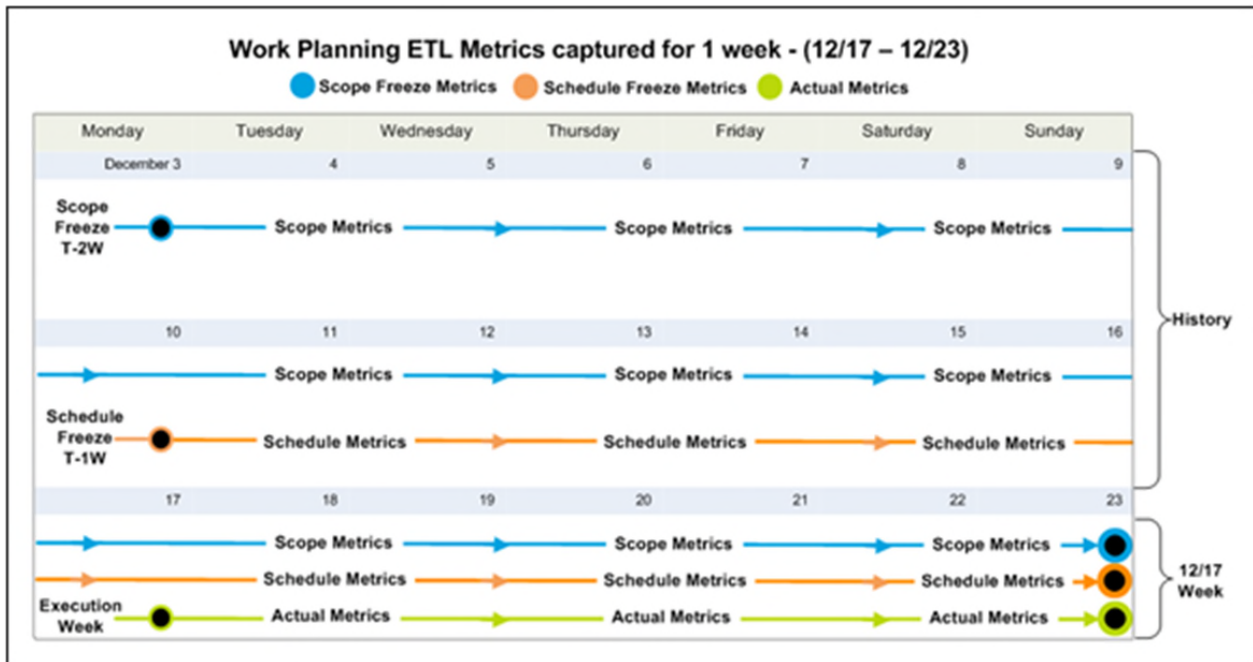 Work Planning ETL Metrics captured for 1 week - (12/17 – 12/23)
Scope Freeze Metrics Schedule Freeze Metrics Actual Metrics
Monday Tuesday Wednesday Thursday Friday Saturday Sunday
December 3 4 5 6 7 8 9
Scope
Freeze
T-2W
Scope Metrics Scope Metrics Scope Metrics
History
10 11 12 13 14 15 16
Scope Metrics Scope Metrics Scope Metrics
Schedule
Freeze
T-1W
Schedule Metrics Schedule Metrics Schedule Metrics
17 18 19 20 21 22 23
Scope Metrics Scope Metrics Scope Metrics
Schedule Metrics Schedule Metrics Schedule Metrics
Execution
Week
Actual Metrics Actual Metrics Actual Metrics
12/17
Week